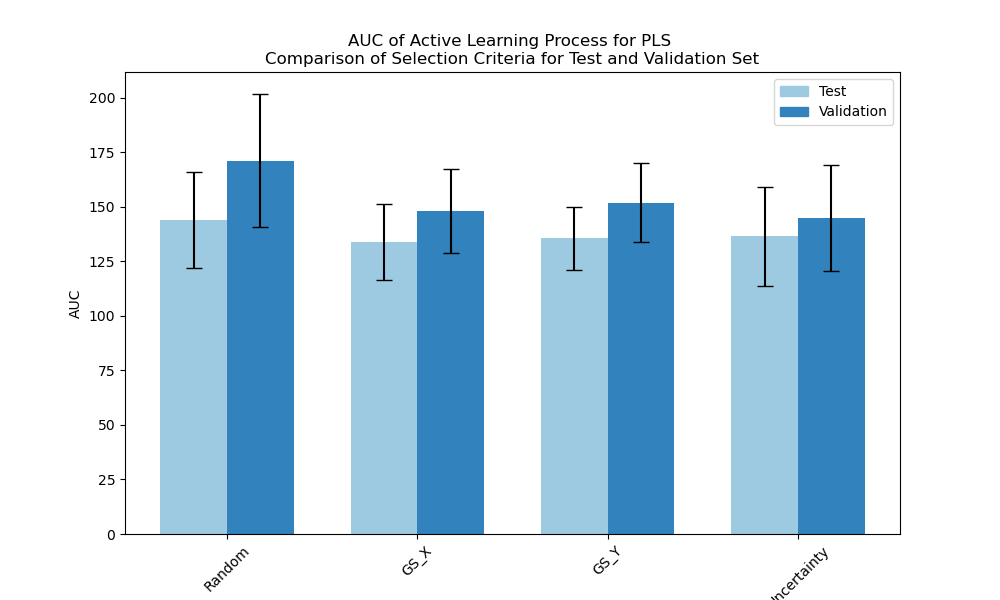 AUC of Active Learning Process for PLS
Comparison of Selection Criteria for Test and Validation Set
Test
Validation
AUC
200
175
150
125
100
75
50
25
0
Random
GS_X
GS_Y
Uncertainty